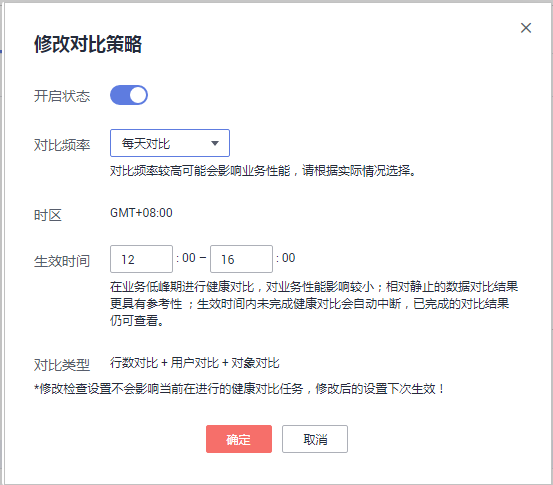 修改对比策略
开启状态
对比频率 每天对比
对比频率较高可能会影响业务性能，请根据实际情况选择。
时区 GMT+08:00
生效时间 12 : 00 – 16 : 00
在业务低峰期进行健康对比，对业务性能影响较小；相对静止的数据对比结果
更具有参考性 ；生效时间内未完成健康对比会自动中断，已完成的对比结果
仍可查看。
对比类型 行数对比 + 用户对比 + 对象对比
*修改检查设置不会影响当前在进行的健康对比任务，修改后的设置下次生效！
确定 取消